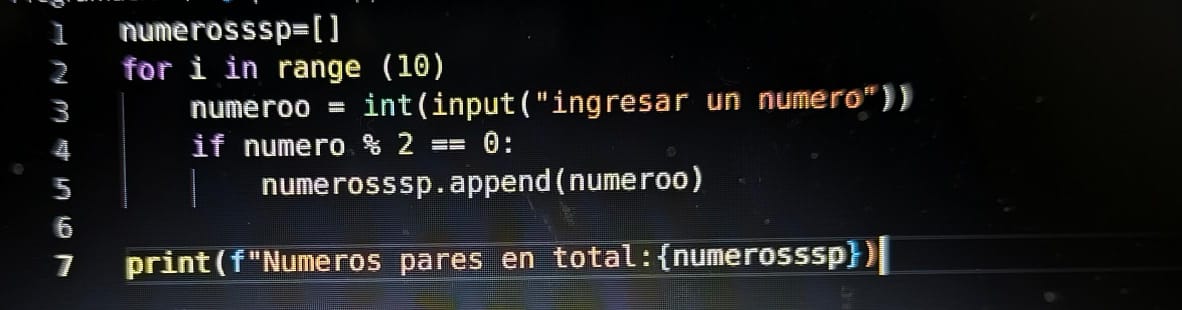 1 numerosssp=[]
2 for i in range (10)
3 numeroo = int(input("ingresar un numero"))
4 if numero % 2 == 0:
5 numerosssp.append(numeroo)
6
7 print(f"Numeros pares en total:{numerosssp})